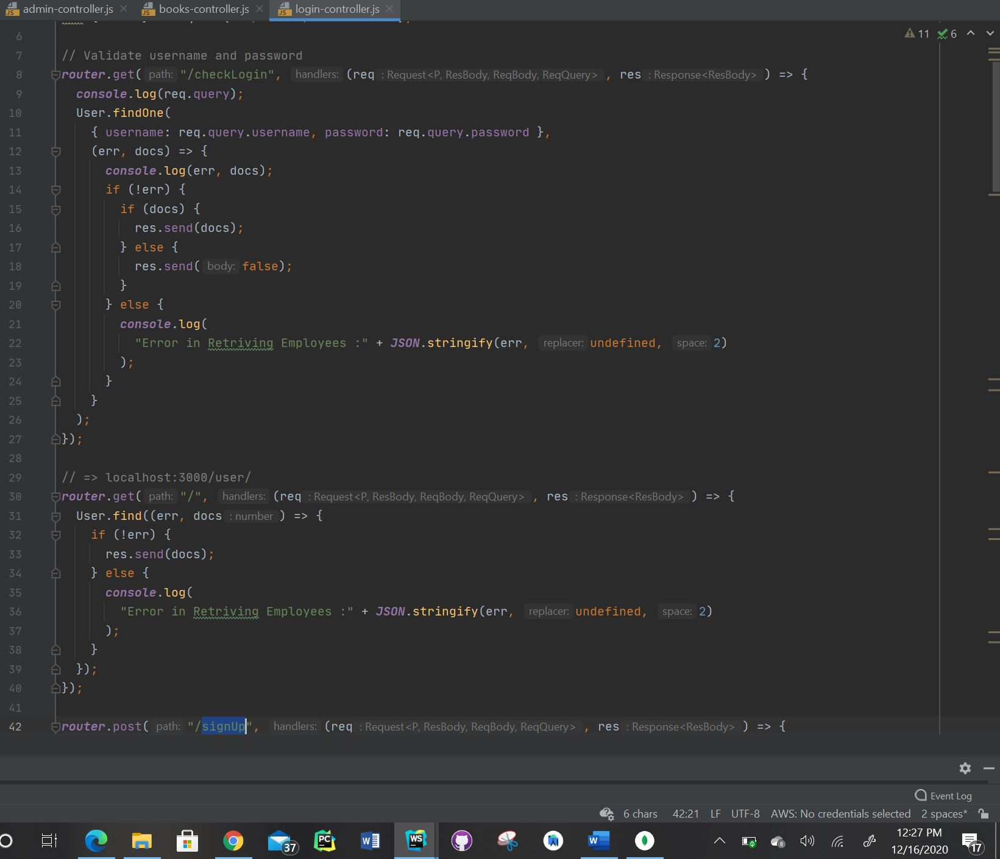 admin-controller.js books-controller.js login-controller.js
11 6
6
7 // Validate username and password
8 router.get( path: "/checkLogin", handlers: (req : Request<P, ResBody, ReqBody, ReqQuery> , res : Response<ResBody> ) => {
9 console.log(req.query);
10 User.findOne(
11 { username: req.query.username, password: req.query.password },
12 (err, docs) => {
13 console.log(err, docs);
14 if (!err) {
15 if (docs) {
16 res.send(docs);
17 } else {
18 res.send( body: false);
19 }
20 } else {
21 console.log(
22 "Error in Retriving Employees :" + JSON.stringify(err, replacer: undefined, space: 2)
23 );
24 }
25 }
26 );
27 });
28
29 // => localhost:3000/user/
30 router.get( path: "/", handlers: (req : Request<P, ResBody, ReqBody, ReqQuery> , res : Response<ResBody> ) => {
31 User.find((err, docs : number ) => {
32 if (!err) {
33 res.send(docs);
34 } else {
35 console.log(
36 "Error in Retriving Employees :" + JSON.stringify(err, replacer: undefined, space: 2)
37 );
38 }
39 });
40 });
41
42 router.post( path: "/signUp", handlers: (req : Request<P, ResBody, ReqBody, ReqQuery> , res : Response<ResBody> ) => {
Event Log
6 chars 42:21 LF UTF-8 AWS: No credentials selected 2 spaces*
37 PC W WS AI W 12:27 PM
12/16/2020 17